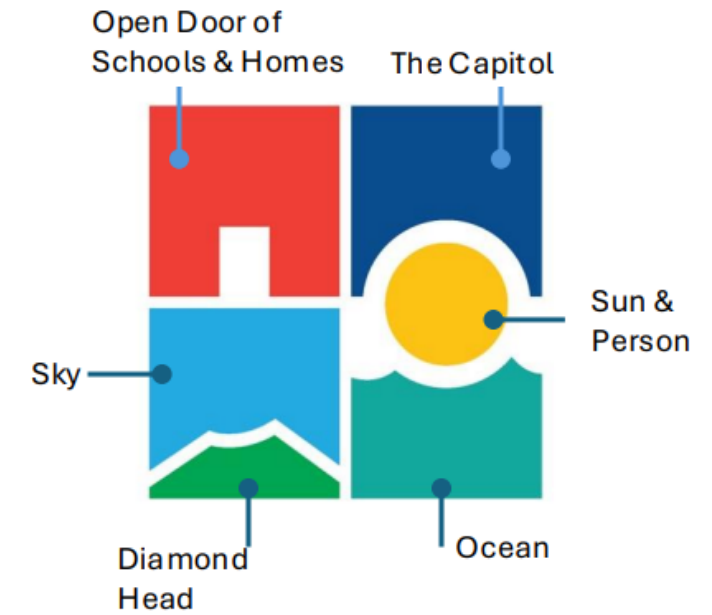 Open Door of
Schools & Homes
The Capitol
Sun &
Person
Sky
Diamond
Head
Ocean